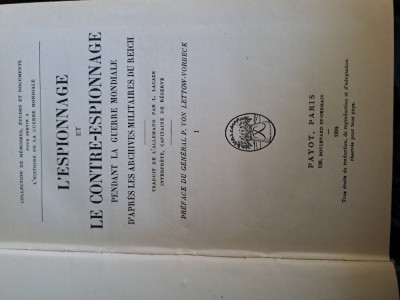 COLLECTION DE MÉMOIRES, ÉTUDES ET DOCUMENTS
POUR SERVIR A
L'HISTOIRE DE LA GUERRE MONDIALE
L'ESPIONNAGE
ET
LE CONTRE-ESPIONNAGE
PENDANT LA GUERRE MONDIALE
D'APRÈS LES ARCHIVES MILITAIRES DU REICH
TRADUIT DE L'ALLEMAND PAR L. LACAZE
INTERPRÈTE, CAPITAINE DE RÉSERVE
PRÉFACE DU GÉNÉRAL P. VON LETTOW-VORBECK
I
PAYOT, PARIS
BOULEVARD ST-GERMAIN
Tous droits de traduction, de reproduction et d'adaptation
réservés pour tous pays.